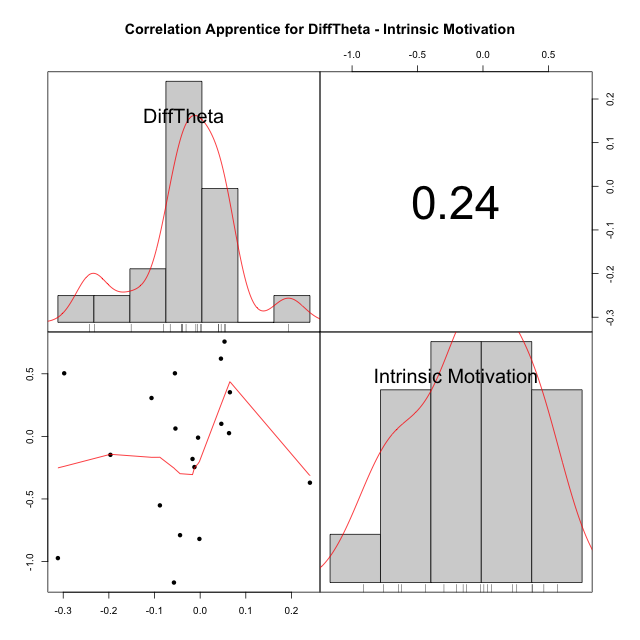 Correlation Apprentice for DiffTheta - Intrinsic Motivation
-1.0 -0.5 0.0 0.5
DiffTheta
0.24
0.2
0.0
-0.1
-0.2
-0.3
Intrinsic Motivation
0.5
0.0
-0.5
-1.0
-0.3 -0.2 -0.1 0.0 0.1 0.2